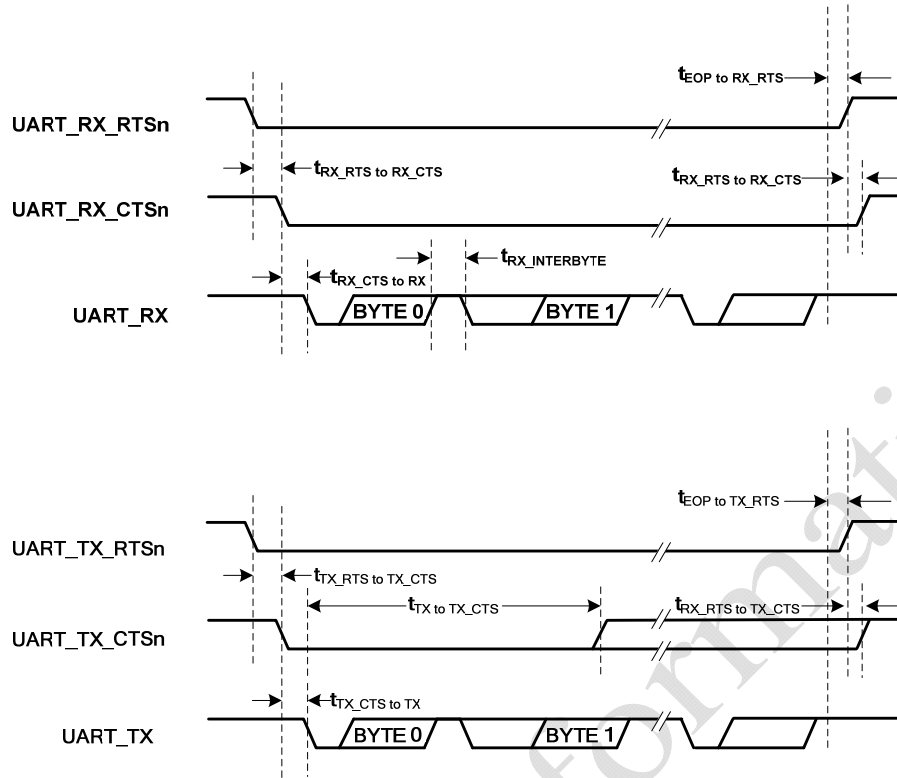 tEOP to RX_RTS
UART_RX_RTSn
tRX_RTS to RX_CTS
tRX_RTS to RX_CTS
UART_RX_CTSn
tRX_CTS to RX
tRX_INTERBYTE
UART_RX
BYTE 0
BYTE 1
tEOP to TX_RTS
UART_TX_RTSn
tTX_RTS to TX_CTS
tTX to TX_CTS
tRX_RTS to TX_CTS
UART_TX_CTSn
tTX_CTS to TX
UART_TX
BYTE 0
BYTE 1
formati